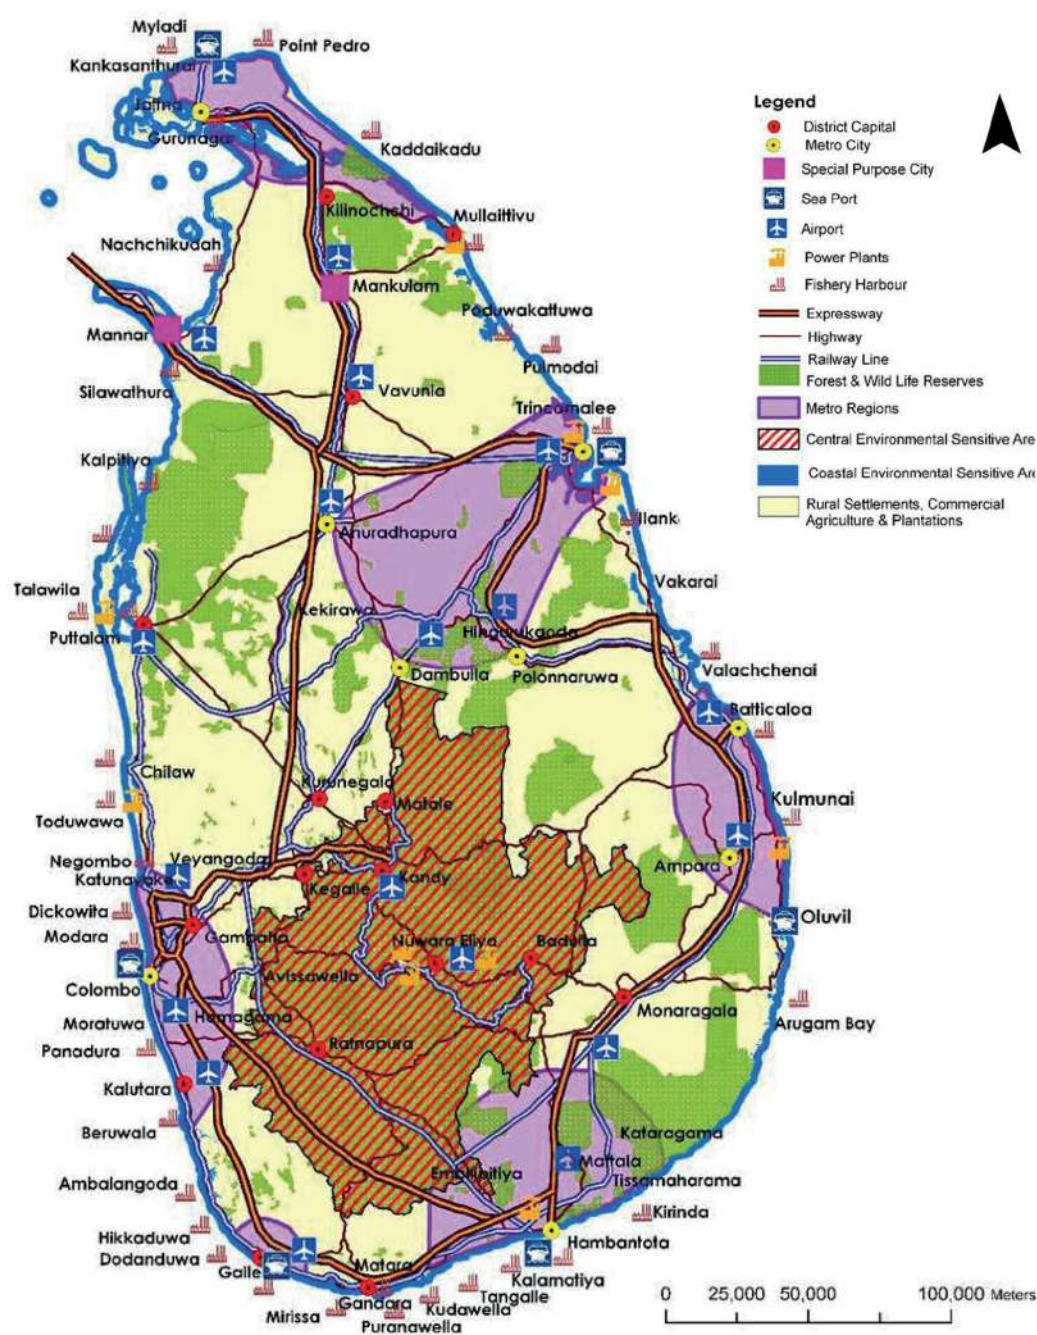 Myladi
Point Pedro
Kankasanthurai
Jaffna
Gurunagar
Kaddaikadu
Kilinochchi
Mullaittivu
Nachchikudah
Mankulam
Poduwakattuwa
Mannar
Pulmodai
Silawathura
Vavunia
Trincomalee
Kalpitiya
Anuradhapura
Ilank
Talawila
Vakarai
Kekirawa
Puttalam
Hingurukgoda
Dambulla
Polonnaruwa
Valachchenai
Batticaloa
Chilaw
Kurunegala
Matale
Kulmunai
Toduwawa
Negombo
Veyangoda
Katunayake
Kegalle
Kandy
Ampara
Dickowita
Oluvil
Modara
Gampaha
Nuwara Eliya
Badulla
Avissawella
Colombo
Monaragala
Moratuwa
Homagama
Arugam Bay
Panadura
Ratnapura
Kalutara
Beruwala
Kataragama
Mattala
Embilipitiya
Tissamaharama
Ambalangoda
Kirinda
Hikkaduwa
Hambantota
Dodanduwa
Galle
Matara
Kalamatiya
Tangalle
Gandara
Kudawella
Mirissa
Puranawella
Legend
District Capital
Metro City
Special Purpose City
Sea Port
Airport
Power Plants
Fishery Harbour
Expressway
Highway
Railway Line
Forest & Wild Life Reserves
Metro Regions
Central Environmental Sensitive Are
Coastal Environmental Sensitive Are
Rural Settlements, Commercial
Agriculture & Plantations
0 25,000 50,000 100,000 Meters